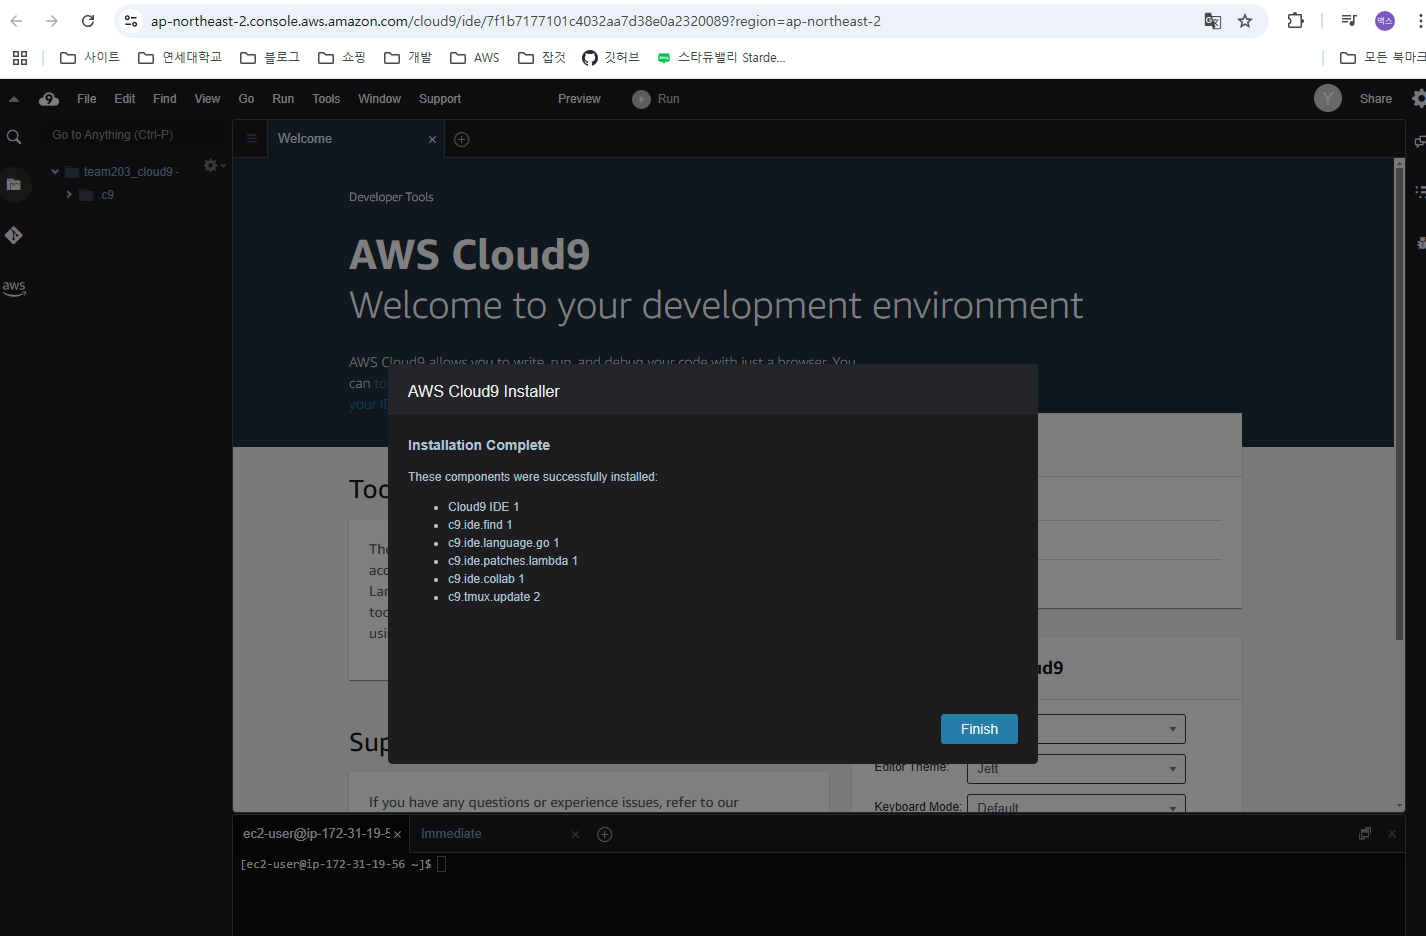 ap-northeast-2.console.aws.amazon.com/cloud9/ide/7f1b7177101c4032aa7d38e0a2320089?region=ap-northeast-2
맥스
사이트 연세대학교 블로그 쇼핑 개발 AWS 잡것 깃허브 스타듀밸리 Starde... 모든 북마크
9 File Edit Find View Go Run Tools Window Support Preview Run Y Share
Go to Anything (Ctrl-P)
Welcome
team203_cloud9 -
.c9
aws
Developer Tools
AWS Cloud9
Welcome to your development environment
AWS Cloud9 allows you to write, run, and debug your code with just a browser. You
can to
your ID
AWS Cloud9 Installer
Installation Complete
These components were successfully installed:
Cloud9 IDE 1
c9.ide.find 1
c9.ide.language.go 1
c9.ide.patches.lambda 1
c9.ide.collab 1
c9.tmux.update 2
Finish
Too
The
acc
Lar
too
usi
Sup
If you have any questions or experience issues, refer to our
ud9
Editor Theme: Jett
Keyboard Mode: Default
ec2-user@ip-172-31-19-5
Immediate
[ec2-user@ip-172-31-19-56 ~]$